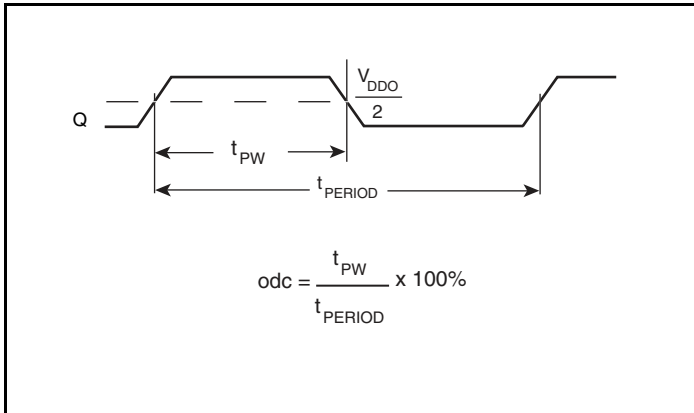 V_DDO
2
Q
t_PW
t_PERIOD
odc = t_PW / t_PERIOD x 100%